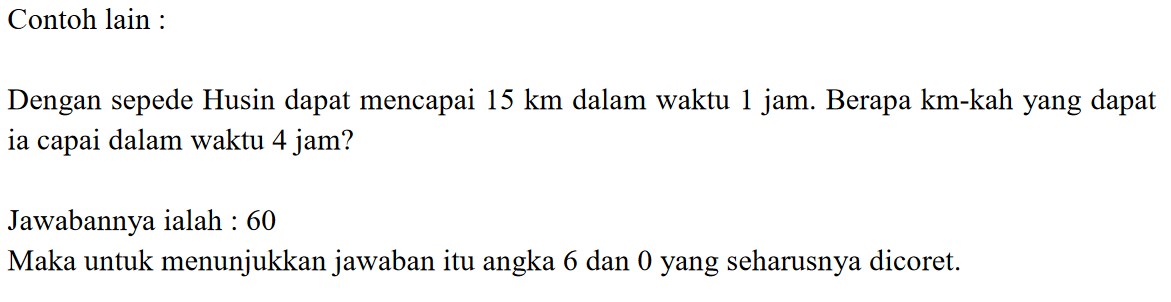 Contoh lain :
Dengan sepede Husin dapat mencapai 15 km dalam waktu 1 jam. Berapa km-kah yang dapat
ia capai dalam waktu 4 jam?
Jawabannya ialah : 60
Maka untuk menunjukkan jawaban itu angka 6 dan 0 yang seharusnya dicoret.